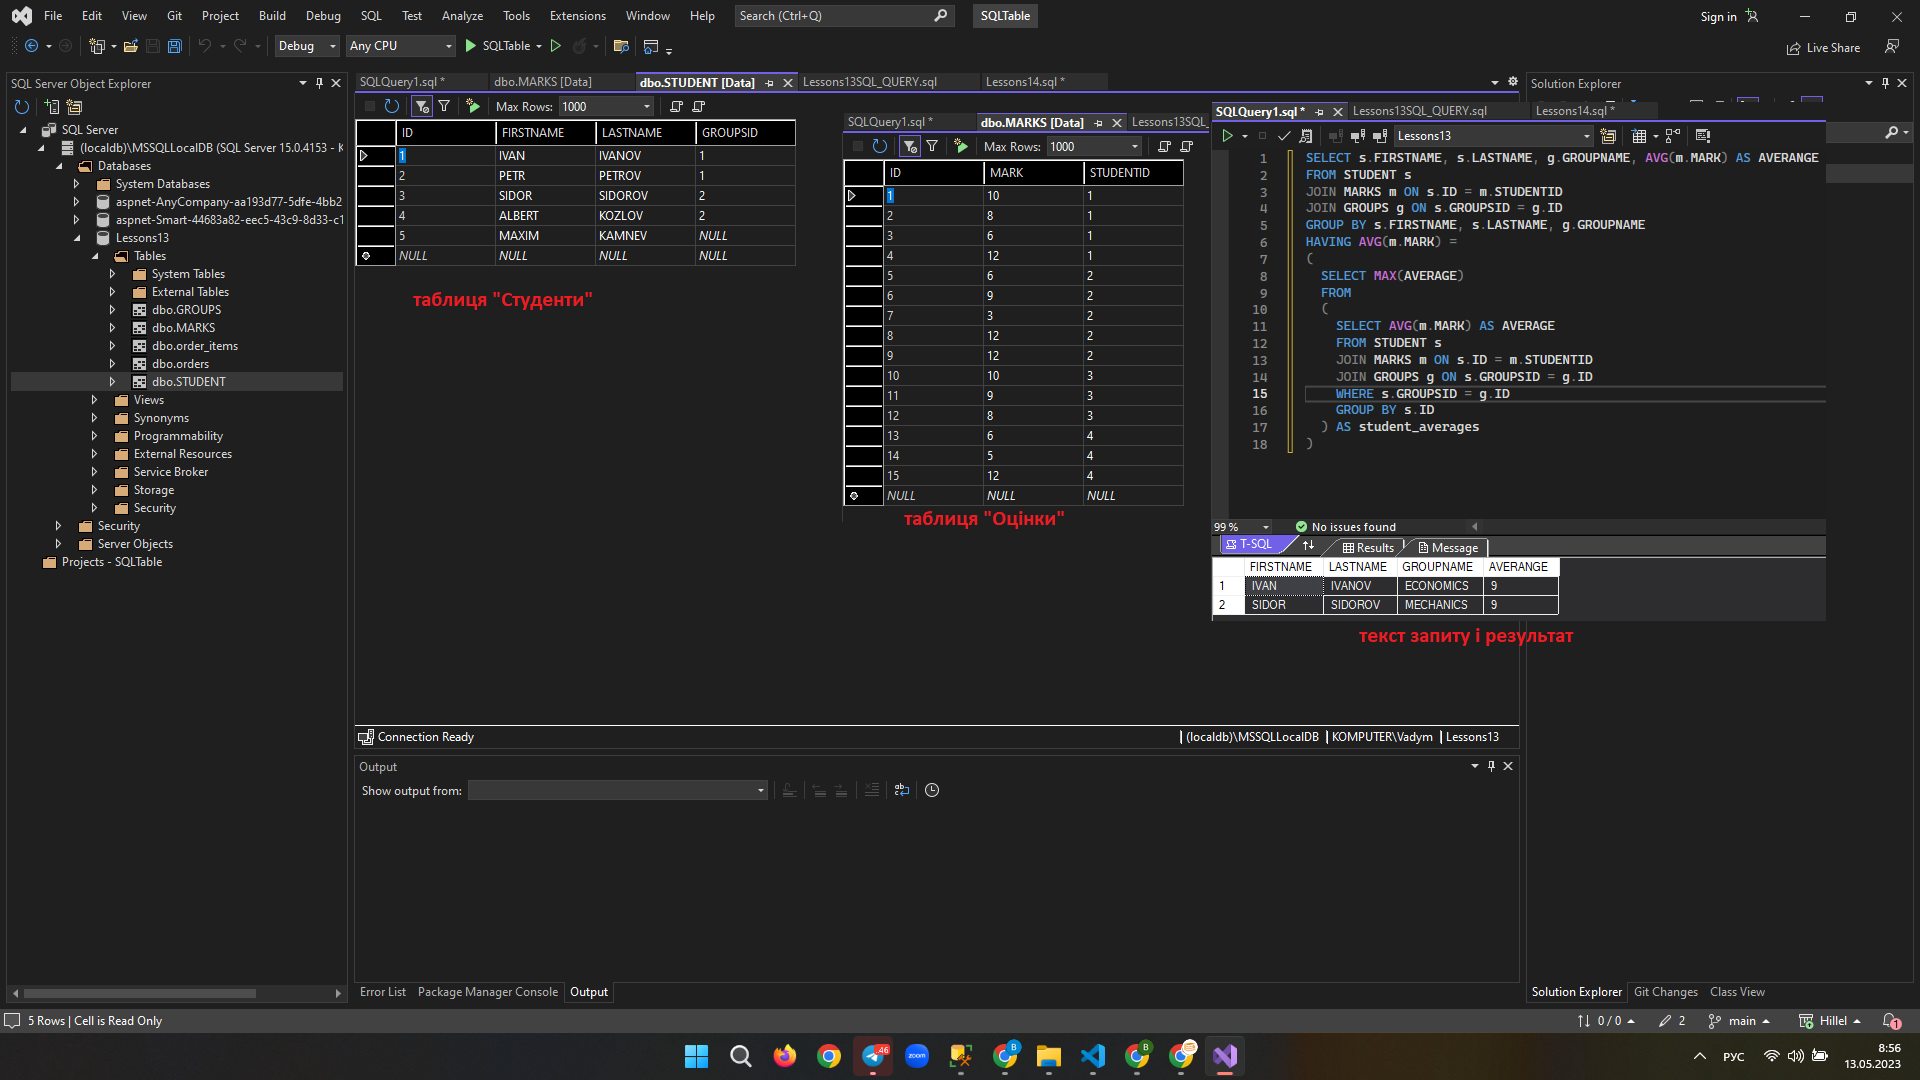 File Edit View Git Project Build Debug SQL Test Analyze Tools Extensions Window Help Search (Ctrl+Q) SQLTable Sign in
Debug Any CPU SQLTable Live Share
SQL Server Object Explorer
SQL Server
(localdb)\MSSQLLocalDB (SQL Server 15.0.4153 - K
Databases
System Databases
aspnet-AnyCompany-aa193d77-5dfe-4bb2
aspnet-Smart-44683a82-eec5-43c9-8d33-c1
Lessons13
Tables
System Tables
External Tables
dbo.GROUPS
dbo.MARKS
dbo.order_items
dbo.orders
dbo.STUDENT
Views
Synonyms
Programmability
External Resources
Service Broker
Storage
Security
Security
Server Objects
Projects - SQLTable
SQLQuery1.sql * dbo.MARKS [Data] dbo.STUDENT [Data] Lessons13SQL_QUERY.sql Lessons14.sql *
Max Rows: 1000
ID FIRSTNAME LASTNAME GROUPSID
1 IVAN IVANOV 1
2 PETR PETROV 1
3 SIDOR SIDOROV 2
4 ALBERT KOZLOV 2
5 MAXIM KAMNEV NULL
NULL NULL NULL NULL
таблиця "Студенти"
SQLQuery1.sql * dbo.MARKS [Data] Lessons13SQL_
Max Rows: 1000
ID MARK STUDENTID
1 10 1
2 8 1
3 6 1
4 12 1
5 6 2
6 9 2
7 3 2
8 12 2
9 12 2
10 10 3
11 9 3
12 8 3
13 6 4
14 5 4
15 12 4
NULL NULL NULL
таблиця "Оцінки"
Solution Explorer
SQLQuery1.sql * Lessons13SQL_QUERY.sql Lessons14.sql *
Lessons13
1 SELECT s.FIRSTNAME, s.LASTNAME, g.GROUPNAME, AVG(m.MARK) AS AVERANGE
2 FROM STUDENT s
3 JOIN MARKS m ON s.ID = m.STUDENTID
4 JOIN GROUPS g ON s.GROUPSID = g.ID
5 GROUP BY s.FIRSTNAME, s.LASTNAME, g.GROUPNAME
6 HAVING AVG(m.MARK) =
7 (
8 SELECT MAX(AVERAGE)
9 FROM
10 (
11 SELECT AVG(m.MARK) AS AVERAGE
12 FROM STUDENT s
13 JOIN MARKS m ON s.ID = m.STUDENTID
14 JOIN GROUPS g ON s.GROUPSID = g.ID
15 WHERE s.GROUPSID = g.ID
16 GROUP BY s.ID
17 ) AS student_averages
18 )
99 % No issues found
T-SQL Results Message
FIRSTNAME LASTNAME GROUPNAME AVERANGE
1 IVAN IVANOV ECONOMICS 9
2 SIDOR SIDOROV MECHANICS 9
текст запиту і результат
Connection Ready (localdb)\MSSQLLocalDB KOMPUTER\Vadym Lessons13
Output
Show output from:
Error List Package Manager Console Output
Solution Explorer Git Changes Class View
5 Rows | Cell is Read Only 0 / 0 2 main Hillel 1
46 zoom B B РУС 8:56
13.05.2023